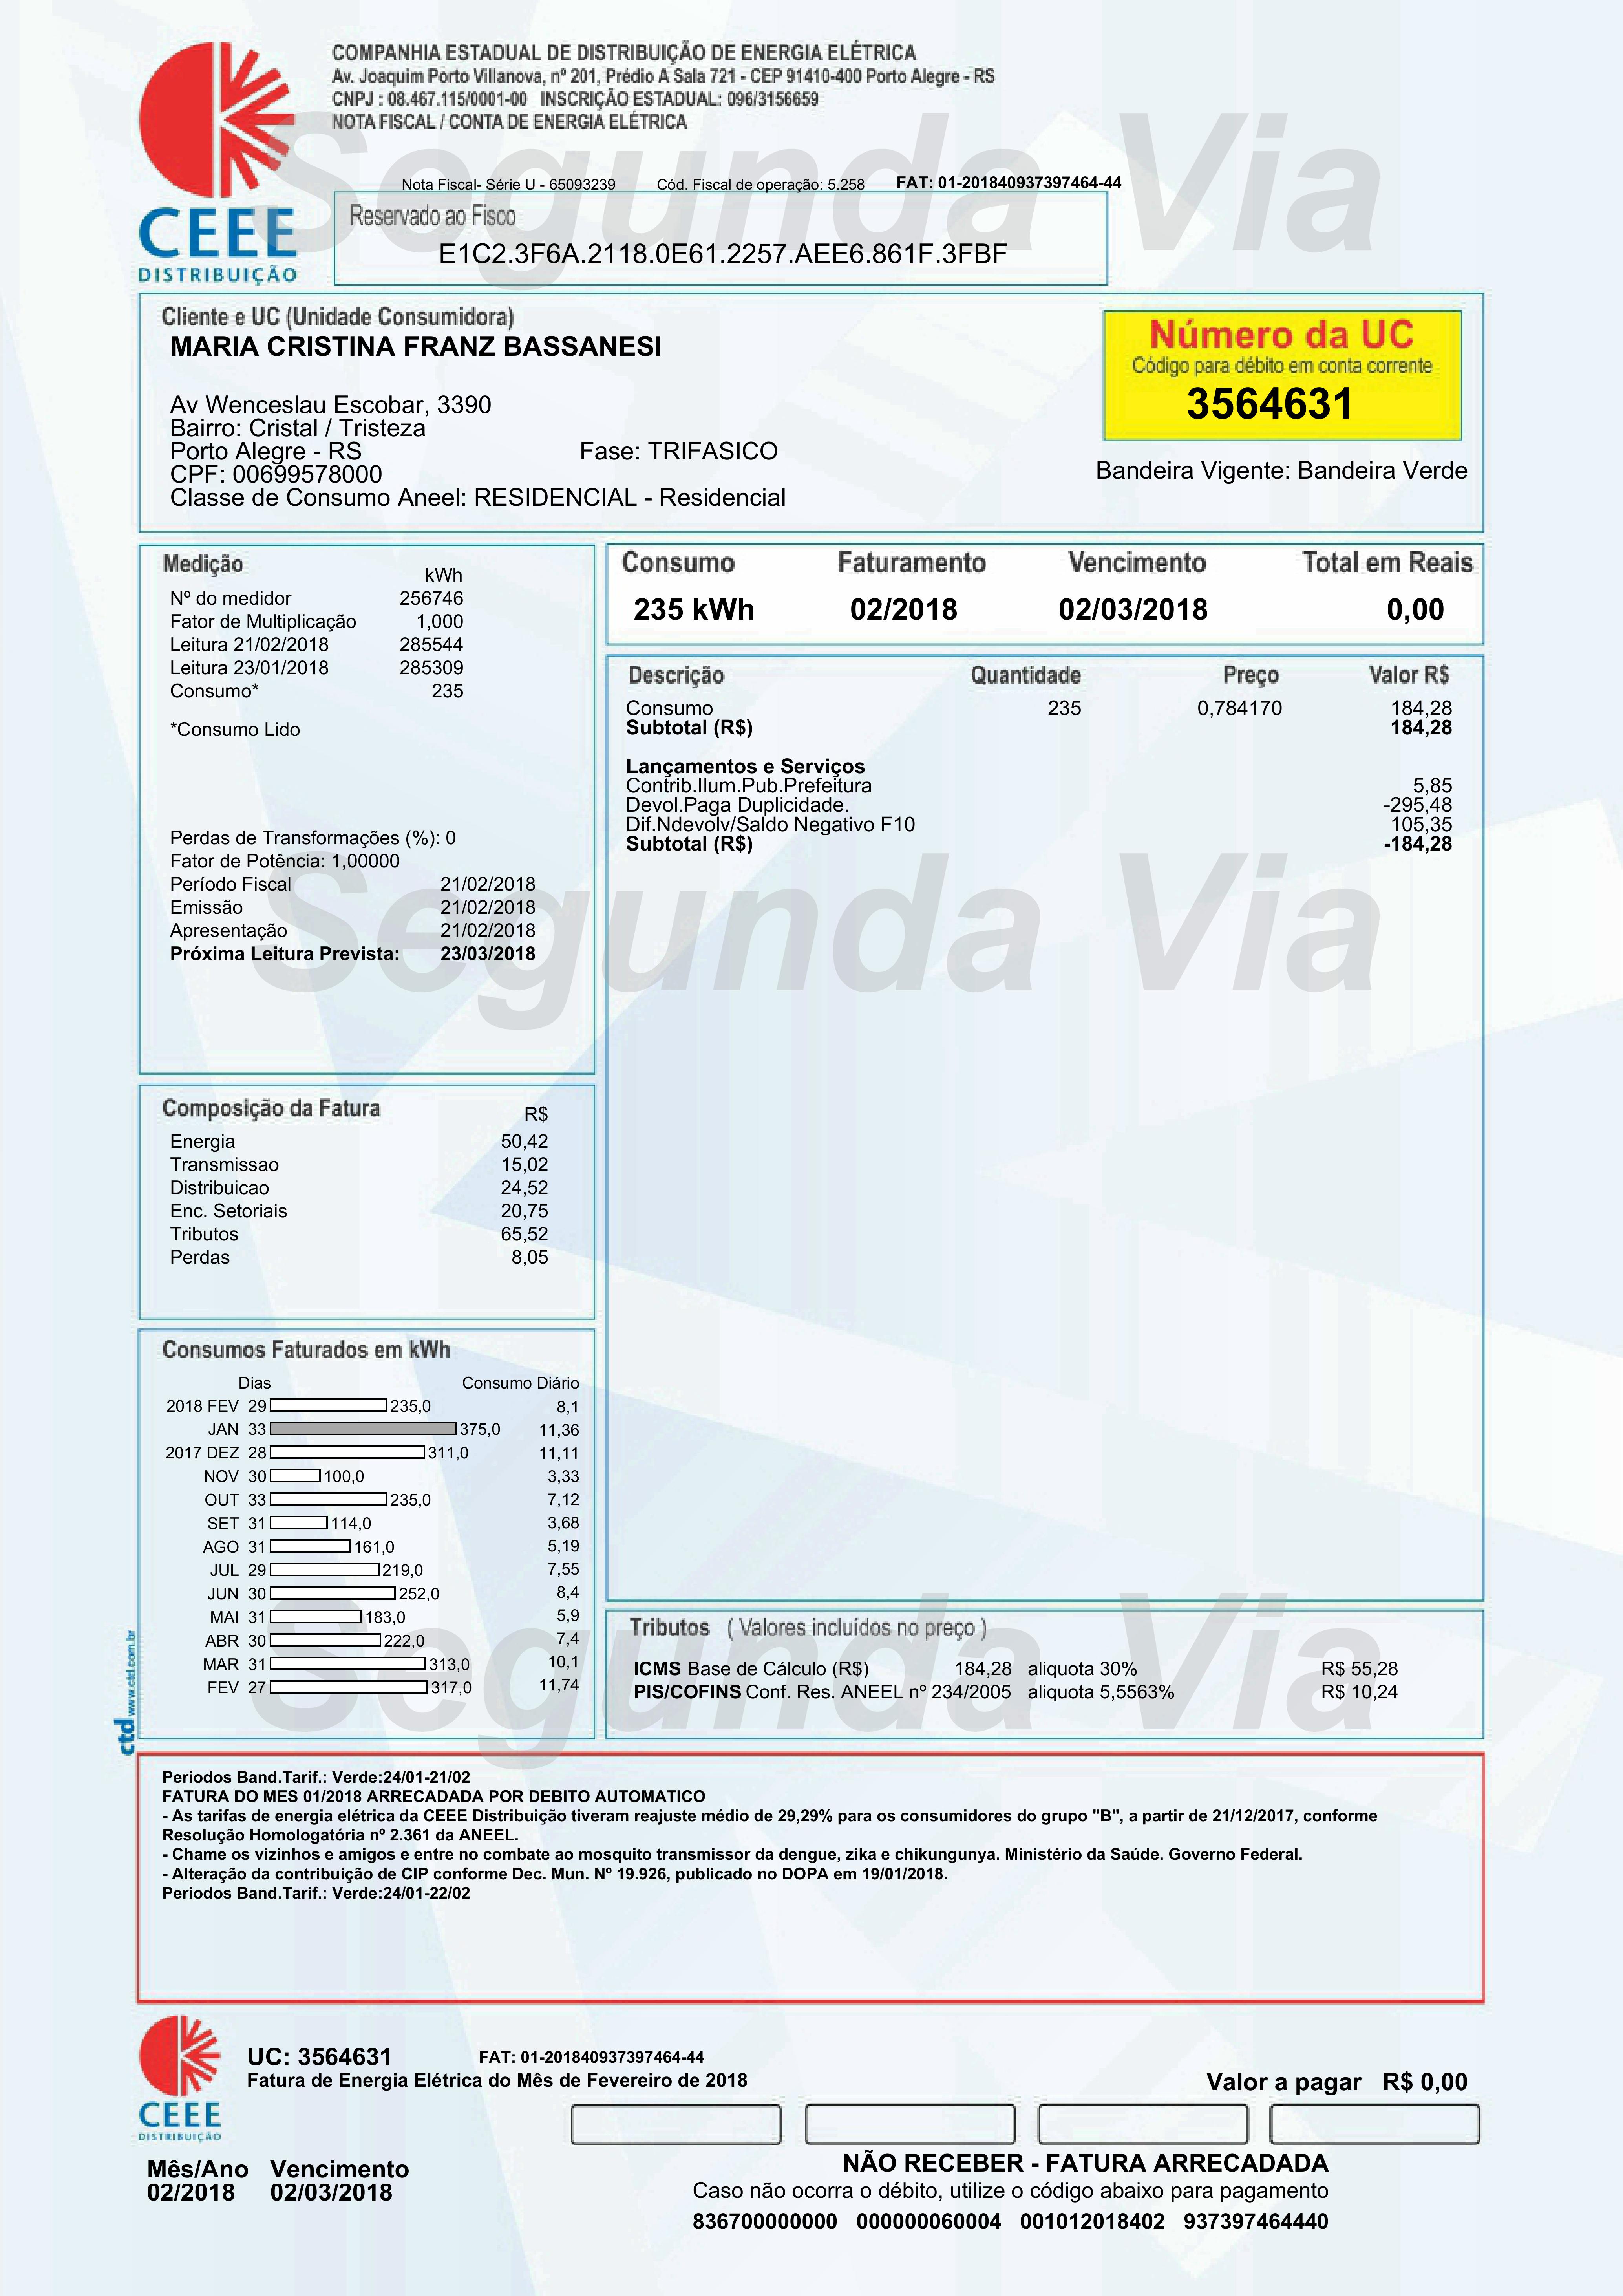 COMPANHIA ESTADUAL DE DISTRIBUIÇÃO DE ENERGIA ELÉTRICA
Av. Joaquim Porto Villanova, nº 201, Prédio A Sala 721 - CEP 91410-400 Porto Alegre - RS
CNPJ : 08.467.115/0001-00 INSCRIÇÃO ESTADUAL: 096/3156659
NOTA FISCAL / CONTA DE ENERGIA ELÉTRICA
Segunda Via
Nota Fiscal- Série U - 65093239 Cód. Fiscal de operação: 5.258 FAT: 01-201840937397464-44
CEEE
DISTRIBUIÇÃO
Reservado ao Fisco
E1C2.3F6A.2118.0E61.2257.AEE6.861F.3FBF
Cliente e UC (Unidade Consumidora)
MARIA CRISTINA FRANZ BASSANESI
Av Wenceslau Escobar, 3390
Bairro: Cristal / Tristeza
Porto Alegre - RS Fase: TRIFASICO
CPF: 00699578000
Classe de Consumo Aneel: RESIDENCIAL - Residencial
Número da UC
Código para débito em conta corrente
3564631
Bandeira Vigente: Bandeira Verde
Medição
kWh
Nº do medidor 256746
Fator de Multiplicação 1,000
Leitura 21/02/2018 285544
Leitura 23/01/2018 285309
Consumo* 235
*Consumo Lido
Perdas de Transformações (%): 0
Fator de Potência: 1,00000
Período Fiscal 21/02/2018
Emissão 21/02/2018
Apresentação 21/02/2018
Próxima Leitura Prevista: 23/03/2018
Consumo Faturamento Vencimento Total em Reais
235 kWh 02/2018 02/03/2018 0,00
Descrição Quantidade Preço Valor R$
Consumo 235 0,784170 184,28
Subtotal (R$) 184,28
Lançamentos e Serviços
Contrib.Ilum.Pub.Prefeitura 5,85
Devol.Paga Duplicidade. -295,48
Dif.Ndevolv/Saldo Negativo F10 105,35
Subtotal (R$) -184,28
Segunda Via
Composição da Fatura
R$
Energia 50,42
Transmissao 15,02
Distribuicao 24,52
Enc. Setoriais 20,75
Tributos 65,52
Perdas 8,05
Consumos Faturados em kWh
Dias Consumo Diário
2018 FEV 29 235,0 8,1
JAN 33 375,0 11,36
2017 DEZ 28 311,0 11,11
NOV 30 100,0 3,33
OUT 33 235,0 7,12
SET 31 114,0 3,68
AGO 31 161,0 5,19
JUL 29 219,0 7,55
JUN 30 252,0 8,4
MAI 31 183,0 5,9
ABR 30 222,0 7,4
MAR 31 313,0 10,1
FEV 27 317,0 11,74
Segunda Via
Tributos ( Valores incluídos no preço )
ICMS Base de Cálculo (R$) 184,28 aliquota 30% R$ 55,28
PIS/COFINS Conf. Res. ANEEL nº 234/2005 aliquota 5,5563% R$ 10,24
ctd www.ctd.com.br
Periodos Band.Tarif.: Verde:24/01-21/02
FATURA DO MES 01/2018 ARRECADADA POR DEBITO AUTOMATICO
- As tarifas de energia elétrica da CEEE Distribuição tiveram reajuste médio de 29,29% para os consumidores do grupo "B", a partir de 21/12/2017, conforme
Resolução Homologatória nº 2.361 da ANEEL.
- Chame os vizinhos e amigos e entre no combate ao mosquito transmissor da dengue, zika e chikungunya. Ministério da Saúde. Governo Federal.
- Alteração da contribuição de CIP conforme Dec. Mun. Nº 19.926, publicado no DOPA em 19/01/2018.
Periodos Band.Tarif.: Verde:24/01-22/02
CEEE
DISTRIBUIÇÃO
UC: 3564631 FAT: 01-201840937397464-44
Fatura de Energia Elétrica do Mês de Fevereiro de 2018
Valor a pagar R$ 0,00
Mês/Ano Vencimento
02/2018 02/03/2018
NÃO RECEBER - FATURA ARRECADADA
Caso não ocorra o débito, utilize o código abaixo para pagamento
836700000000 000000060004 001012018402 937397464440